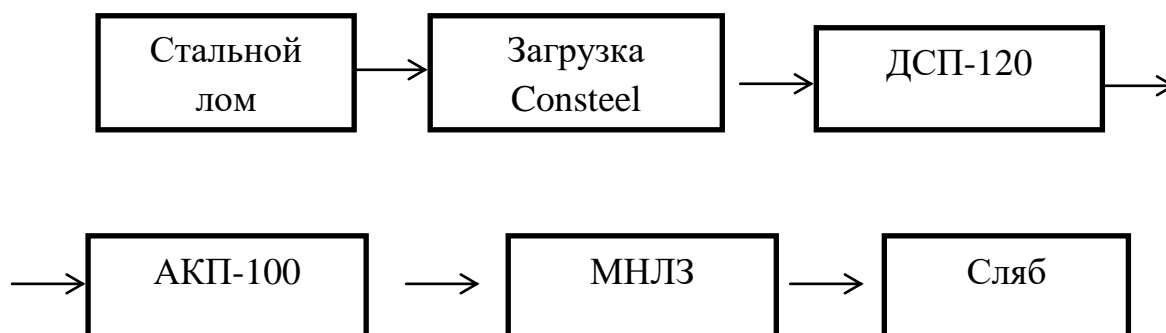 Стальной
лом
Загрузка
Consteel
ДСП-120
АКП-100
МНЛЗ
Сляб